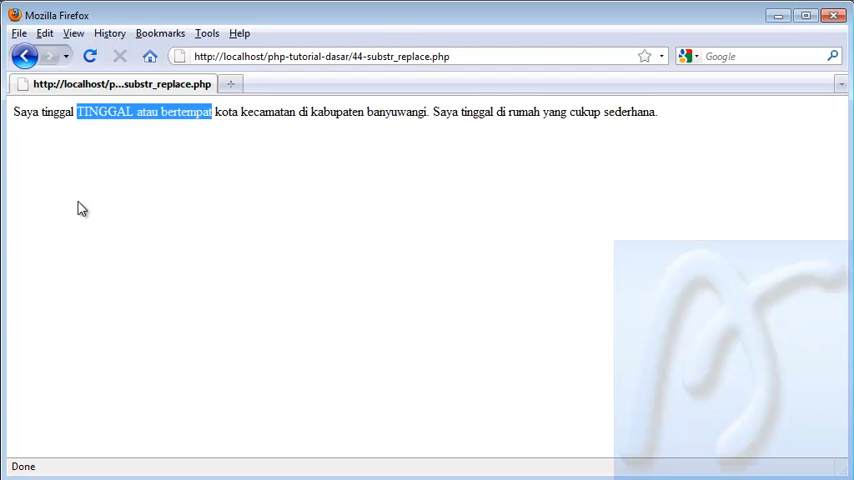 Mozilla Firefox
File Edit View History Bookmarks Tools Help
http://localhost/php-tutorial-dasar/44-substr_replace.php Google
http://localhost/p...substr_replace.php
Saya tinggal TINGGAL atau bertempat kota kecamatan di kabupaten banyuwangi. Saya tinggal di rumah yang cukup sederhana.
Done